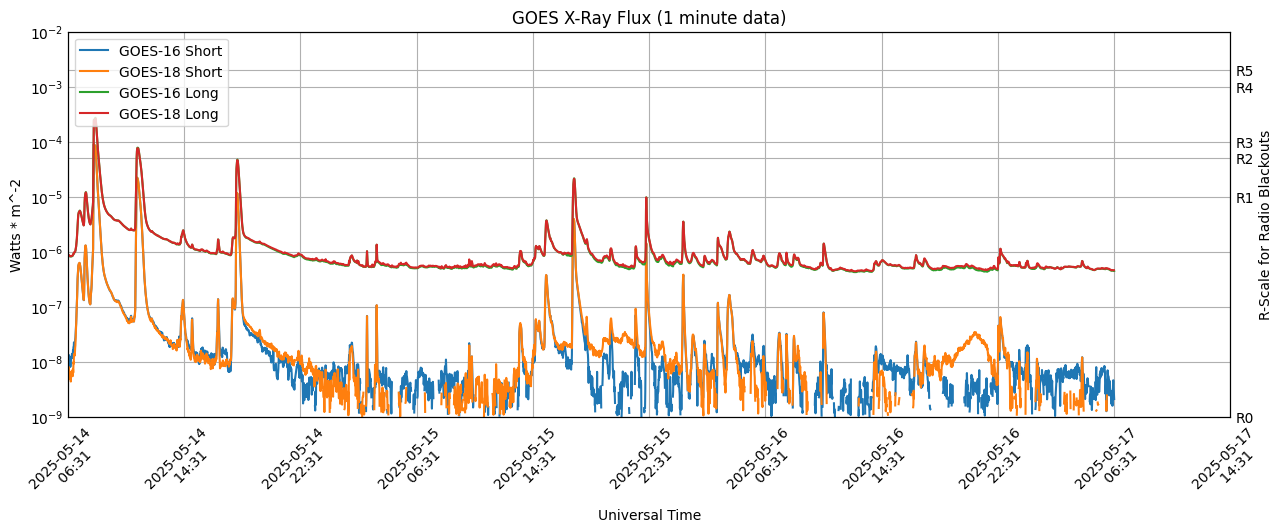 GOES X-Ray Flux (1 minute data)
GOES-16 Short
GOES-18 Short
GOES-16 Long
GOES-18 Long
10^-2
10^-3
10^-4
10^-5
10^-6
10^-7
10^-8
10^-9
Watts * m^-2
R5
R4
R3
R2
R1
R0
R-Scale for Radio Blackouts
2025-05-14
06:31
2025-05-14
14:31
2025-05-14
22:31
2025-05-15
06:31
2025-05-15
14:31
2025-05-15
22:31
2025-05-16
06:31
2025-05-16
14:31
2025-05-16
22:31
2025-05-17
06:31
2025-05-17
14:31
Universal Time